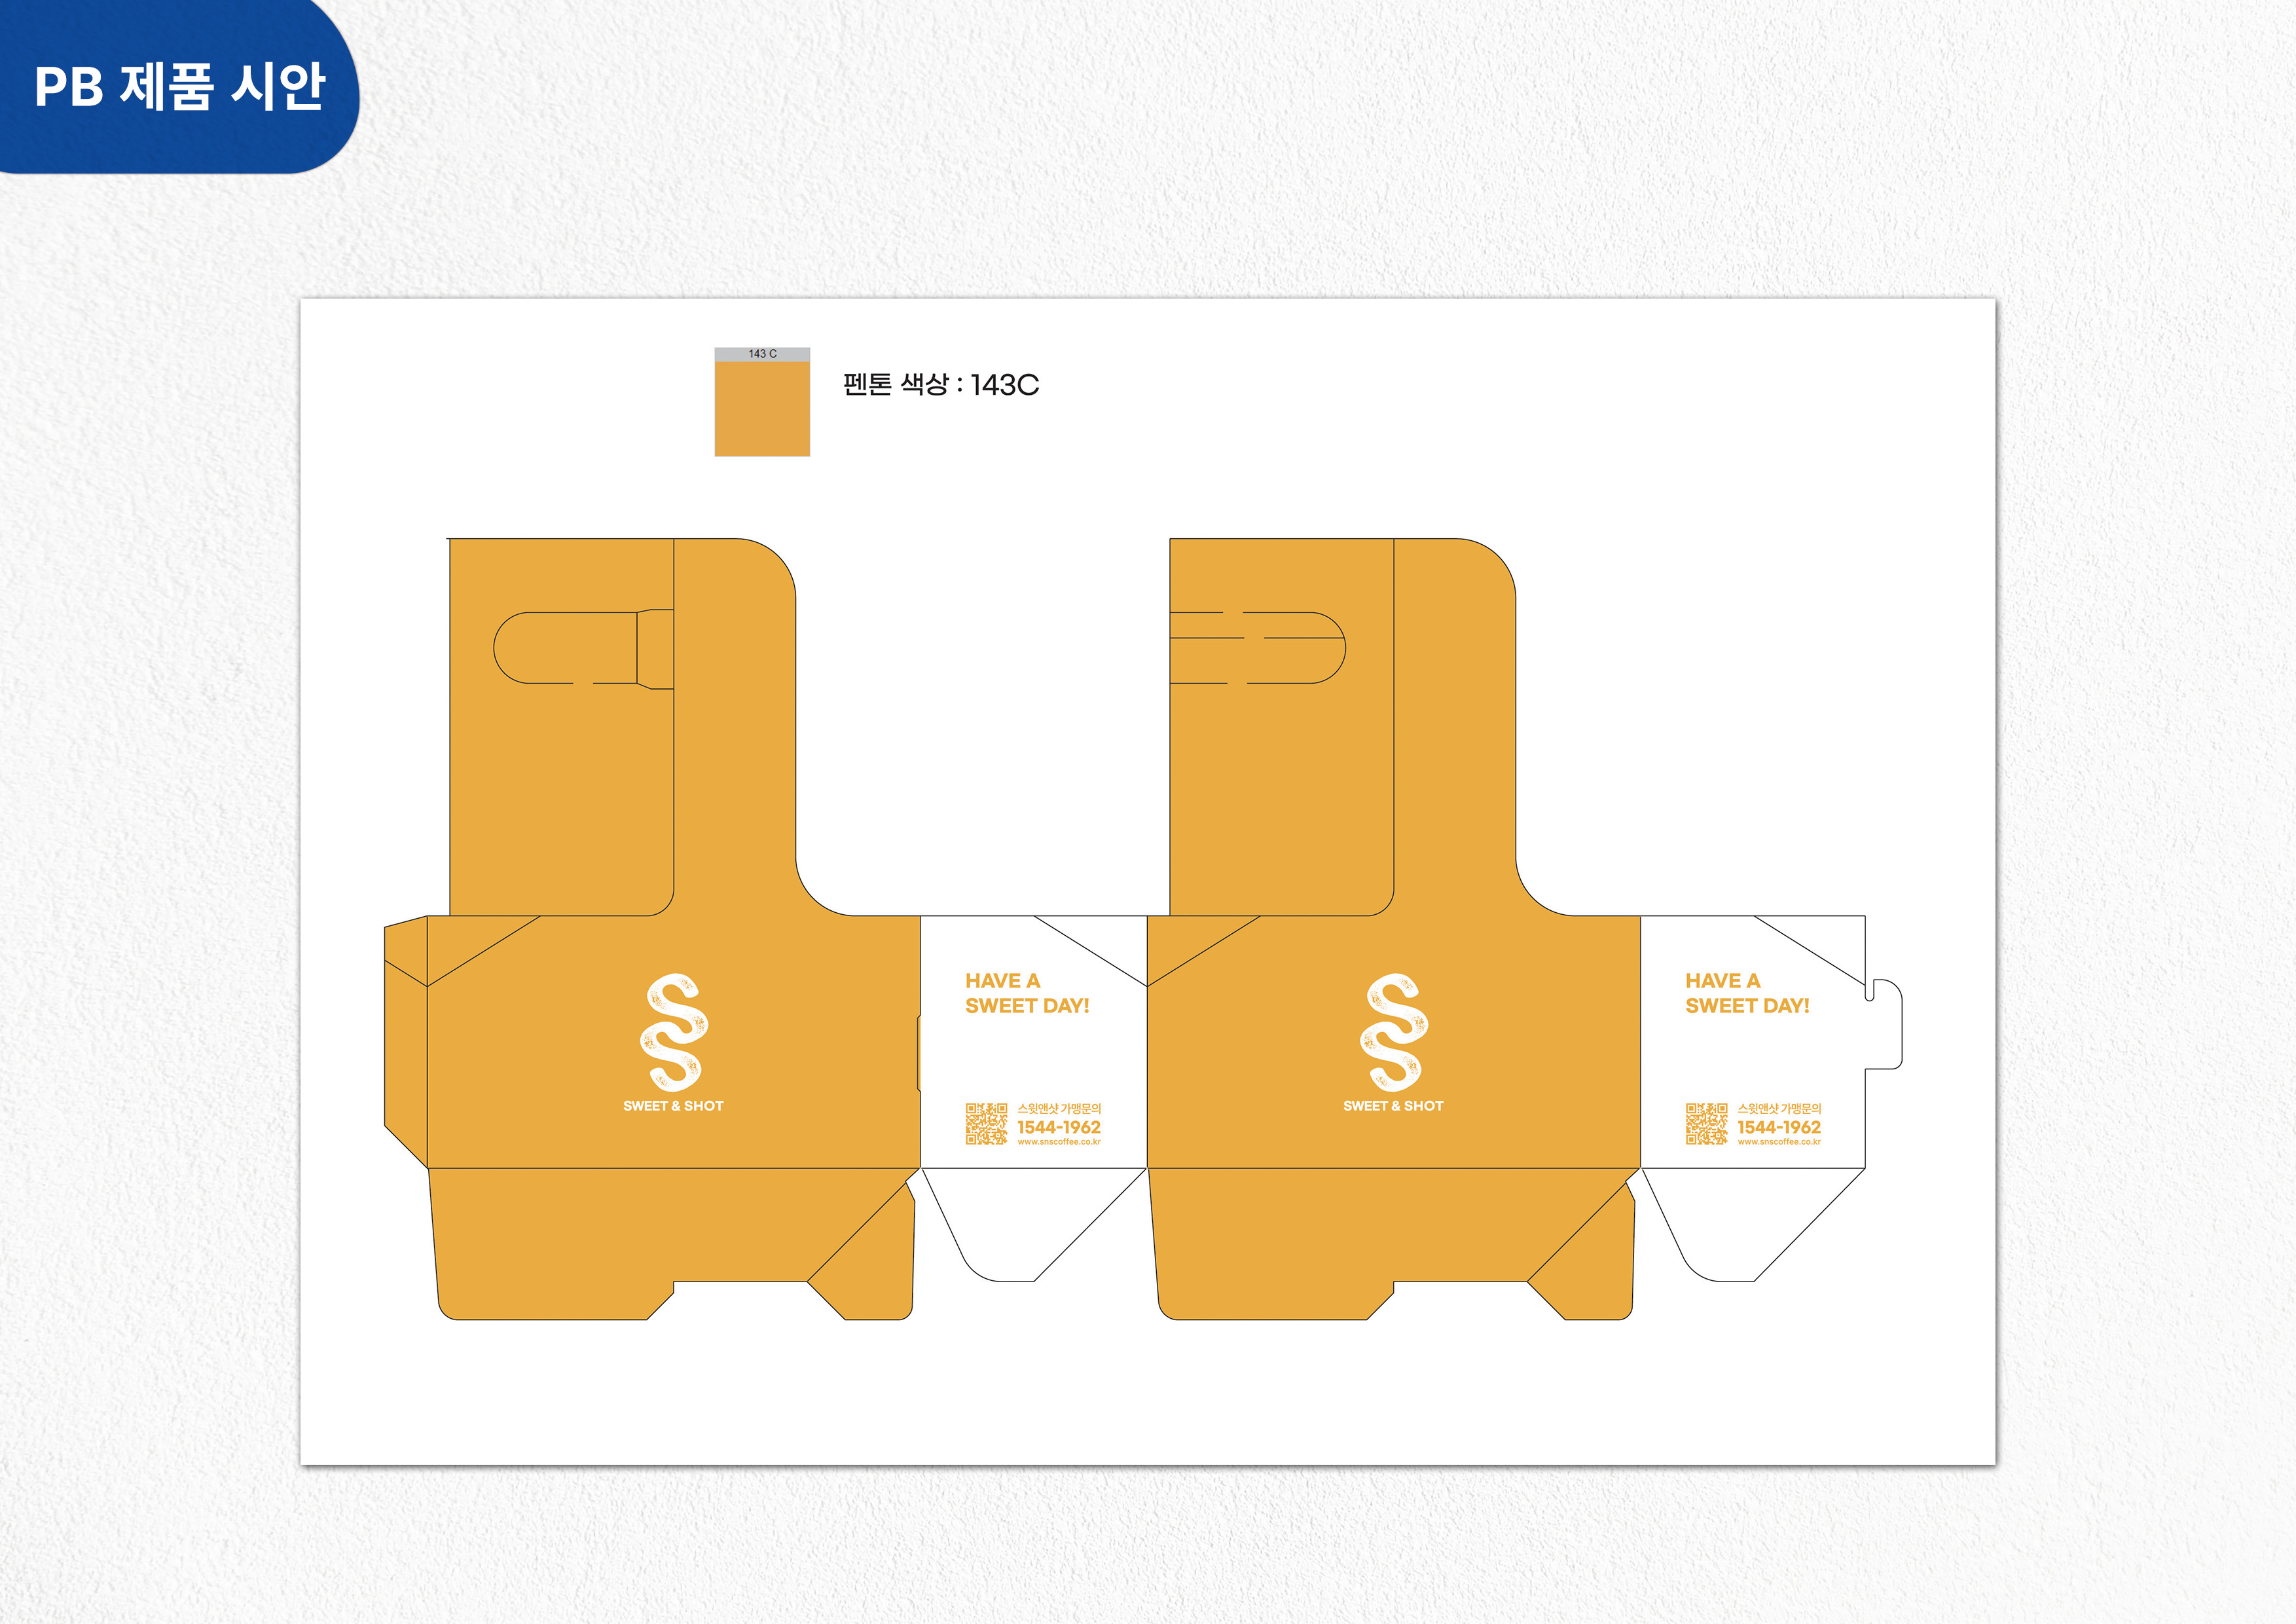 PB 제품 시안
143 C
펜톤 색상 : 143C
HAVE A
SWEET DAY!
SWEET & SHOT
스윗앤샷 가맹문의
1544-1962
www.snscoffee.co.kr
HAVE A
SWEET DAY!
SWEET & SHOT
스윗앤샷 가맹문의
1544-1962
www.snscoffee.co.kr